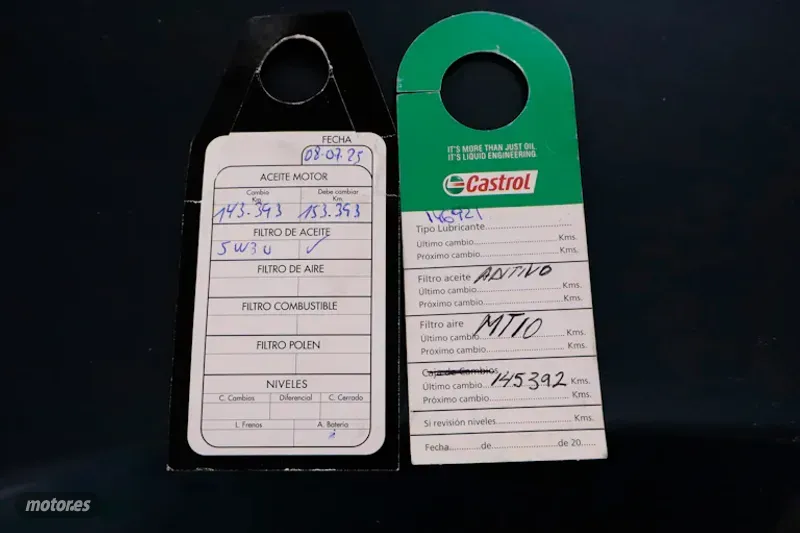 FECHA
08-07-25
ACEITE MOTOR
Cambio Km. Debe cambiar Km.
143.393 153.393
FILTRO DE ACEITE
5W30 ✓
FILTRO DE AIRE
FILTRO COMBUSTIBLE
FILTRO POLEN
NIVELES
C. Cambios Diferencial C. Cerrado
L. Frenos A. Batería
IT'S MORE THAN JUST OIL.
IT'S LIQUID ENGINEERING.
Castrol
146921
Tipo Lubricante
Último cambio Kms.
Próximo cambio Kms.
Filtro aceite
Último cambio Kms.
Próximo cambio Kms.
Filtro aire MT10
Último cambio Kms.
Próximo cambio Kms.
Caja de Cambios
Último cambio 145392 Kms.
Próximo cambio Kms.
Si revisión niveles Kms.
Fecha de de 20
motor.es